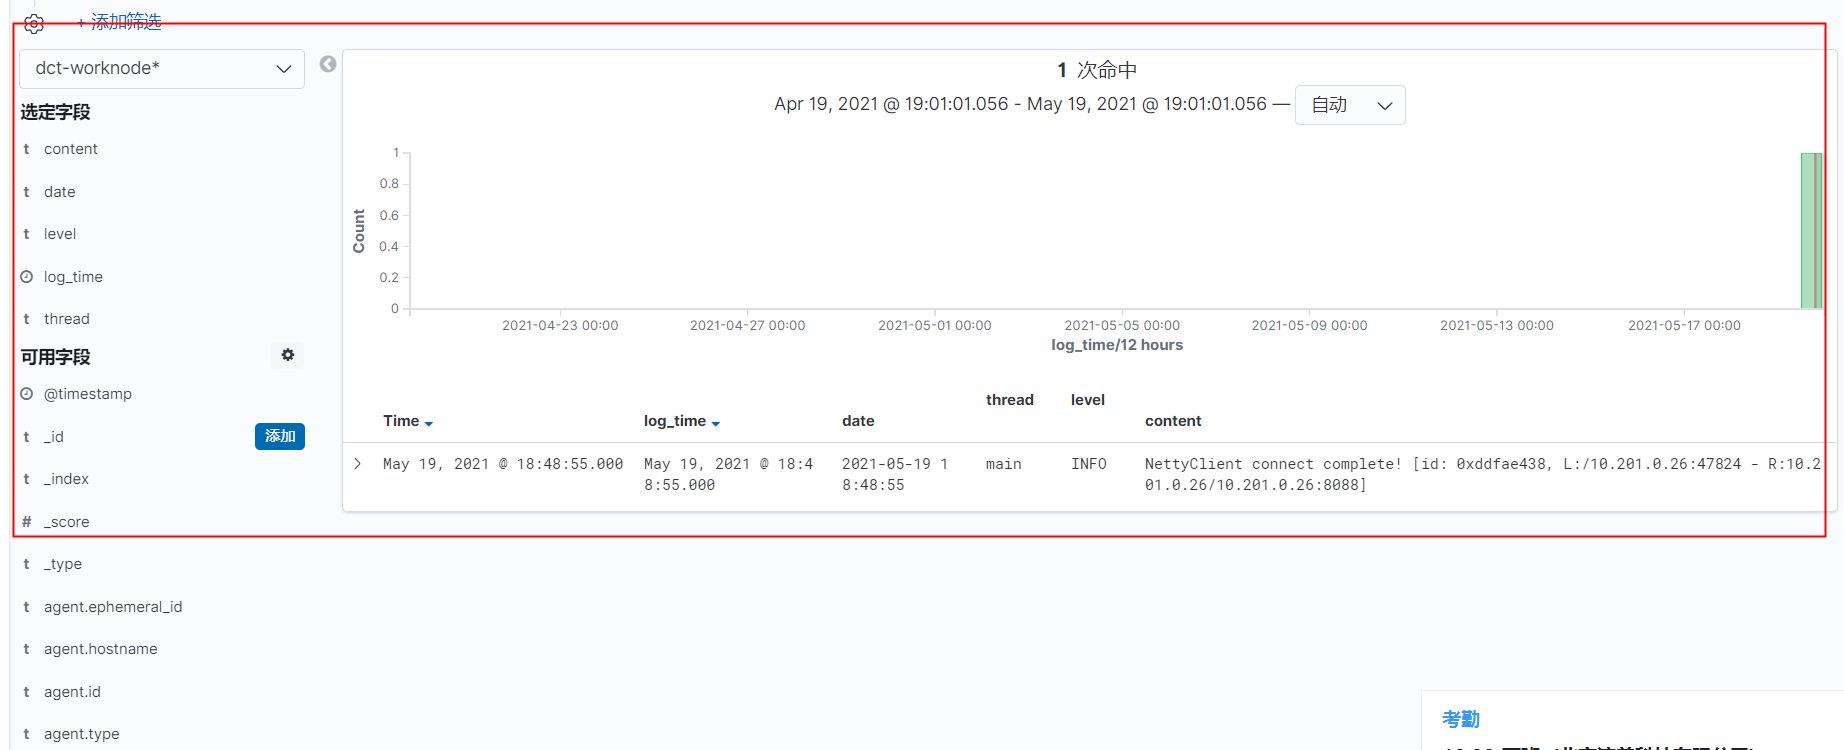 + 添加筛选
dct-worknode*
选定字段
t content
t date
t level
log_time
t thread
可用字段
@timestamp
t _id 添加
t _index
# _score
t _type
t agent.ephemeral_id
t agent.hostname
t agent.id
t agent.type
1 次命中
Apr 19, 2021 @ 19:01:01.056 - May 19, 2021 @ 19:01:01.056 — 自动
Count
1
0.8
0.6
0.4
0.2
0
2021-04-23 00:00 2021-04-27 00:00 2021-05-01 00:00 2021-05-05 00:00 2021-05-09 00:00 2021-05-13 00:00 2021-05-17 00:00
log_time/12 hours
Time log_time date thread level content
May 19, 2021 @ 18:48:55.000 May 19, 2021 @ 18:4 2021-05-19 1 main INFO NettyClient connect complete! [id: 0xddfae438, L:/10.201.0.26:47824 - R:10.2
8:55.000 8:48:55 01.0.26/10.201.0.26:8088]
考勤